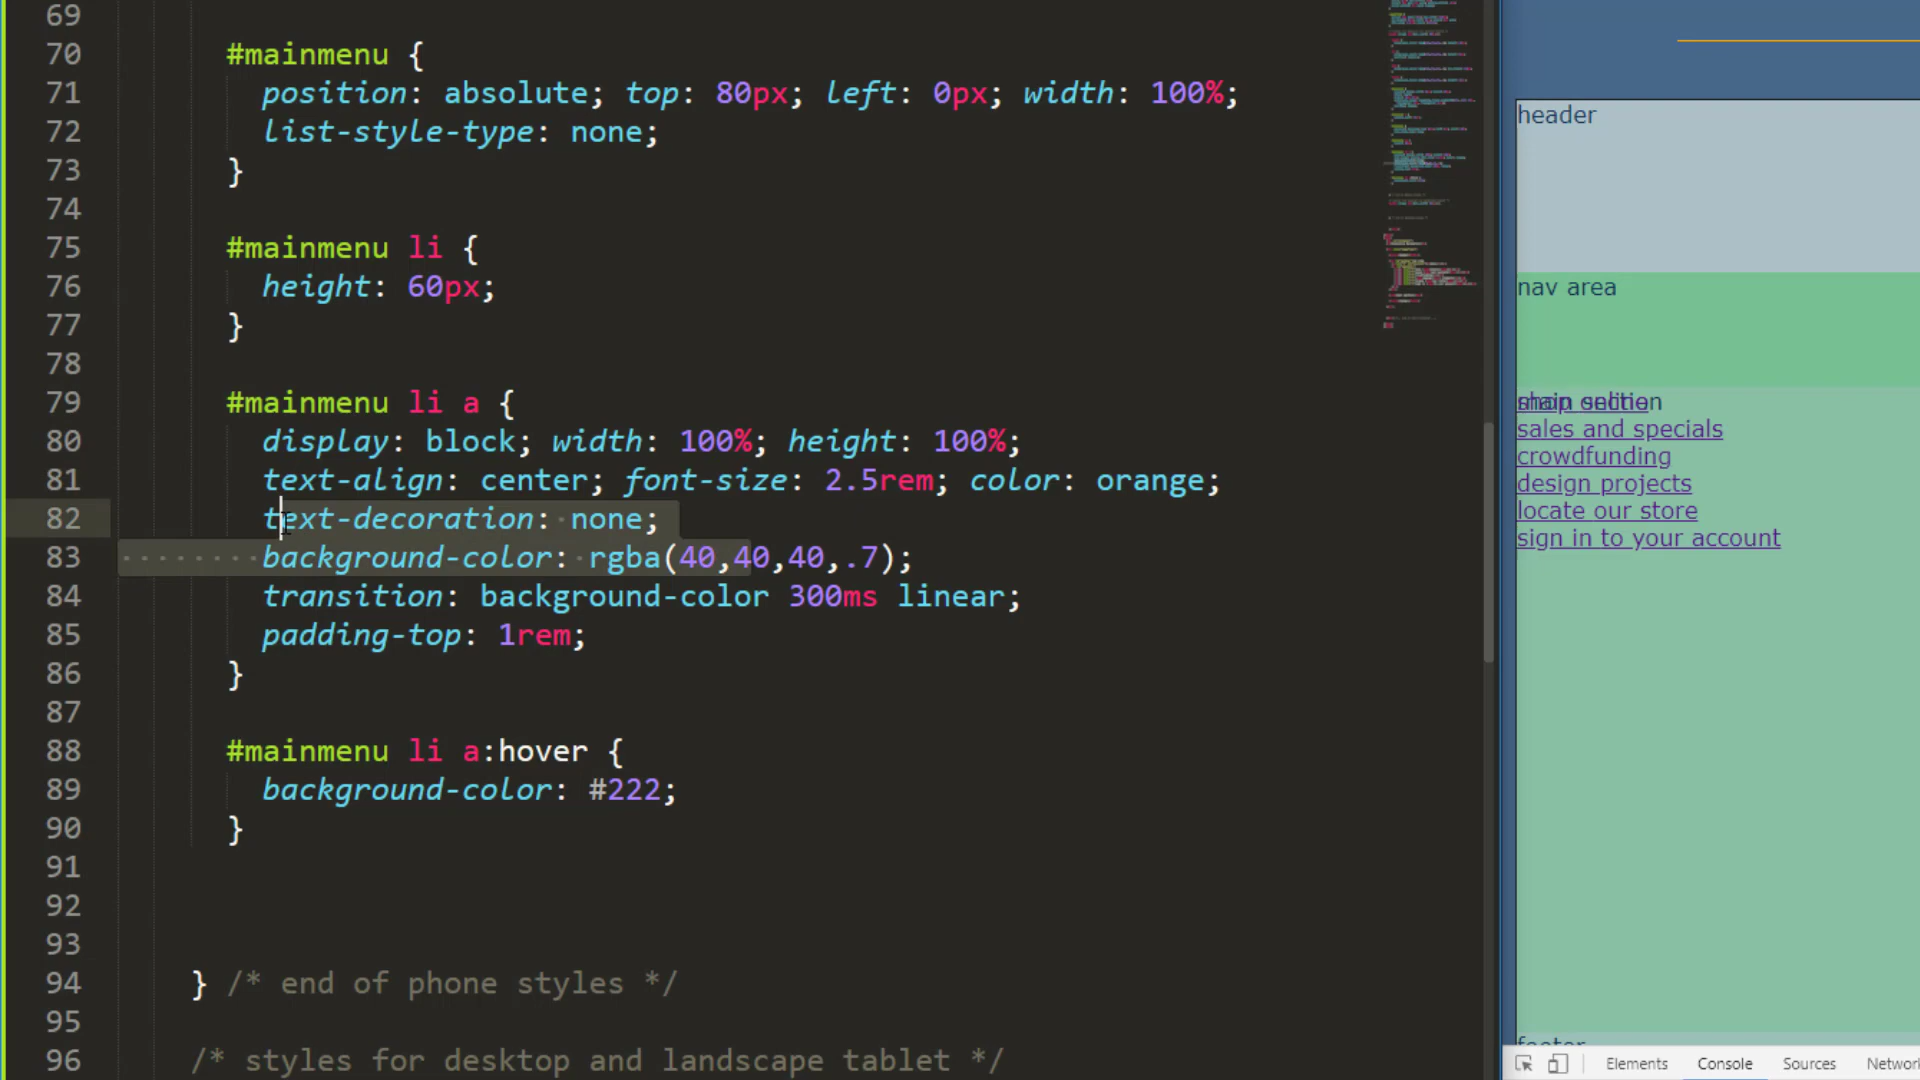 69
70 #mainmenu {
71 position: absolute; top: 80px; left: 0px; width: 100%;
72 list-style-type: none;
73 }
74
75 #mainmenu li {
76 height: 60px;
77 }
78
79 #mainmenu li a {
80 display: block; width: 100%; height: 100%;
81 text-align: center; font-size: 2.5rem; color: orange;
82 text-decoration: none;
83 background-color: rgba(40,40,40,.7);
84 transition: background-color 300ms linear;
85 padding-top: 1rem;
86 }
87
88 #mainmenu li a:hover {
89 background-color: #222;
90 }
91
92
93
94 } /* end of phone styles */
95
96 /* styles for desktop and landscape tablet */
header
nav area
sales and specials
crowdfunding
design projects
locate our store
sign in to your account
footer
Elements Console Sources Network